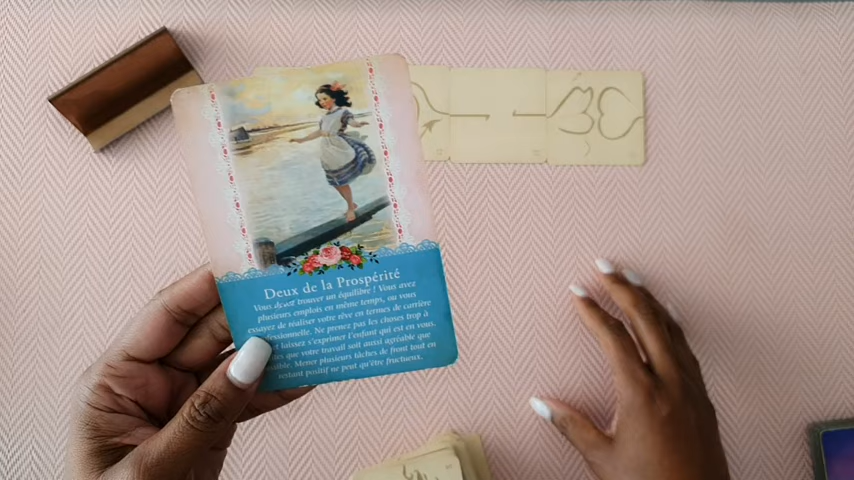 Deux de la Prospérité
Vous devez trouver un équilibre ! Vous avez
plusieurs emplois en même temps, ou vous
essayez de réaliser votre rêve en termes de carrière
Ne prenez pas les choses trop à
laissez s'exprimer l'enfant qui est en vous.
que votre travail soit aussi agréable que
Mener plusieurs tâches de front tout en
restant positif ne peut qu'être fructueux.